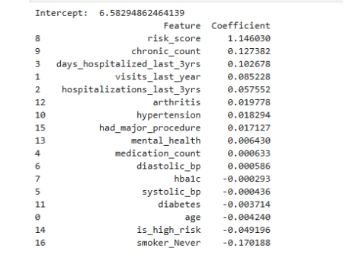 Intercept: 6.58294862464139
Feature Coefficient
8 risk_score 1.146030
9 chronic_count 0.127382
3 days_hospitalized_last_3yrs 0.102678
1 visits_last_year 0.085228
2 hospitalizations_last_3yrs 0.057552
12 arthritis 0.019778
10 hypertension 0.018294
15 had_major_procedure 0.017127
13 mental_health 0.006430
4 medication_count 0.000633
6 diastolic_bp 0.000586
7 hba1c -0.000293
5 systolic_bp -0.000436
11 diabetes -0.003714
0 age -0.004240
14 is_high_risk -0.049196
16 smoker_Never -0.170188